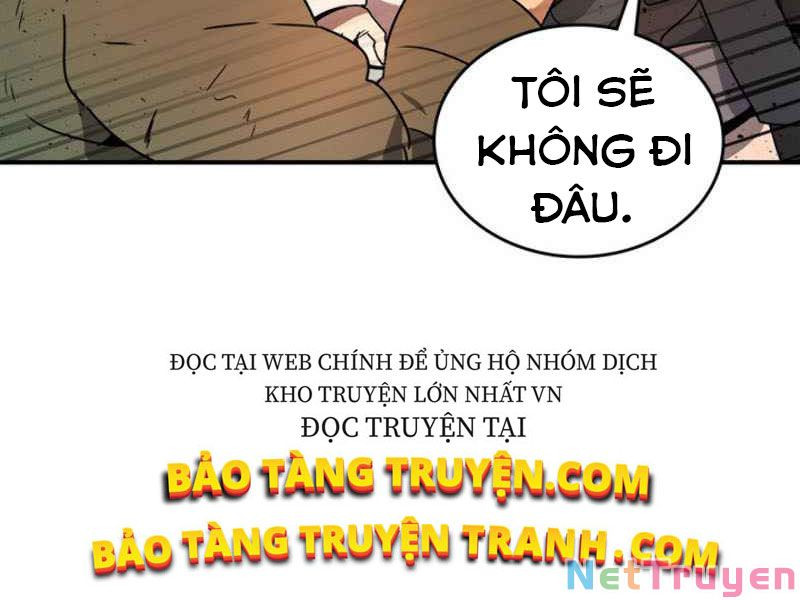 TÔI SẼ
KHÔNG ĐI
ĐÂU.
ĐỌC TẠI WEB CHÍNH ĐỂ ỦNG HỘ NHÓM DỊCH
KHO TRUYỆN LỚN NHẤT VN
ĐỌC TRUYỆN TẠI
BẢO TÀNG TRUYỆN.COM
BẢO TÀNG TRUYỆN TRANH.COM
NetTruyen